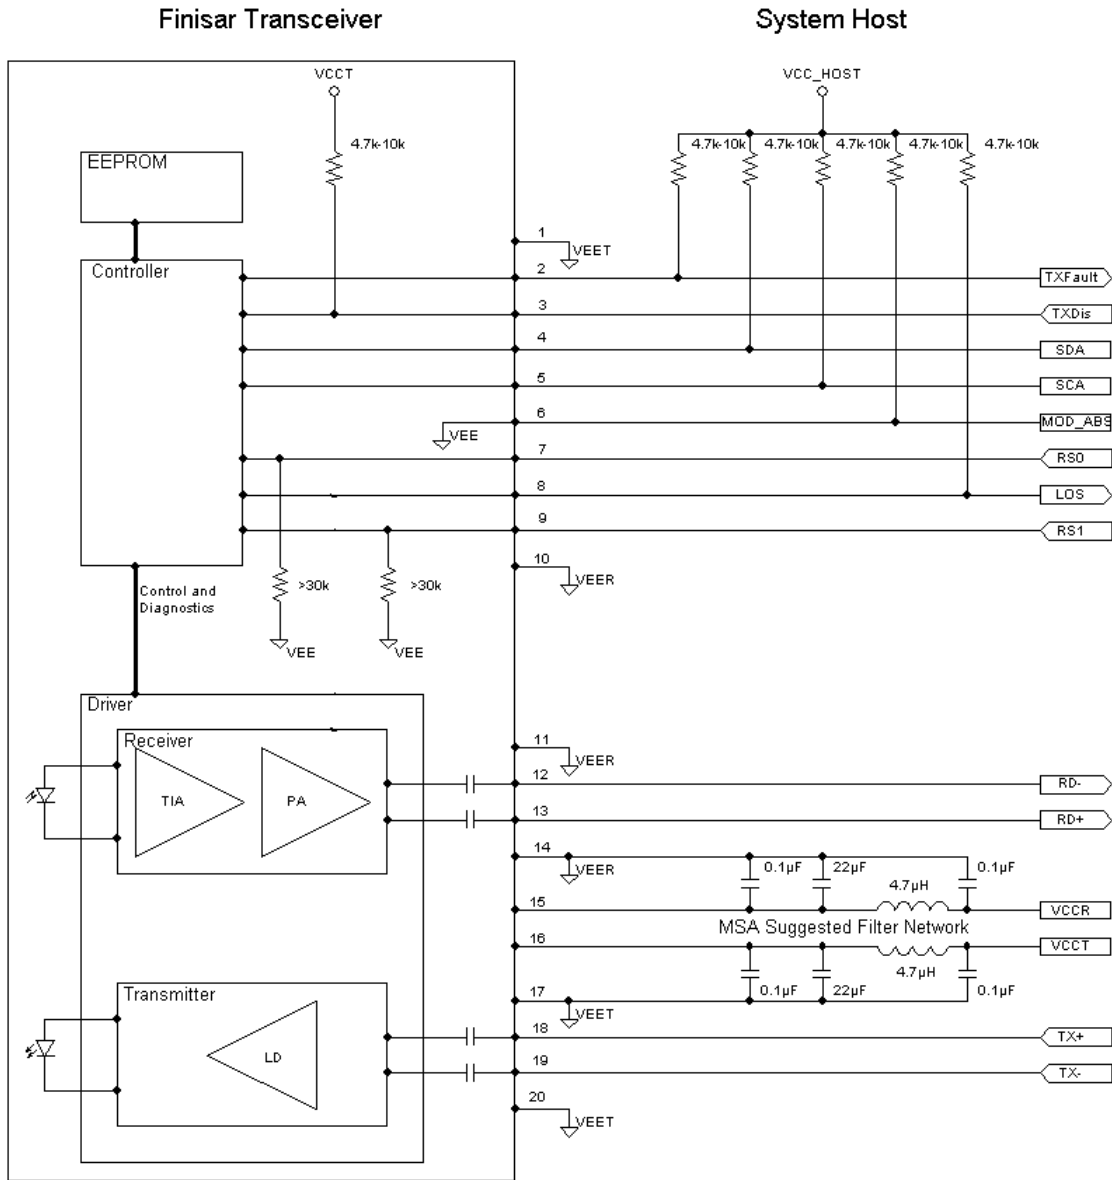 Finisar Transceiver
System Host
VCCT
VCC_HOST
4.7k-10k
4.7k-10k
4.7k-10k
4.7k-10k
4.7k-10k
4.7k-10k
EEPROM
Controller
1
VEET
2
TXFault
3
TXDis
4
SDA
5
SCA
6
VEE
MOD_ABS
7
RS0
8
LOS
9
RS1
10
VEER
Control and
Diagnostics
>30k
>30k
VEE
VEE
Driver
Receiver
TIA
PA
11
VEER
12
RD-
13
RD+
14
VEER
0.1µF
22µF
4.7µH
0.1µF
15
VCCR
MSA Suggested Filter Network
16
VCCT
4.7µH
0.1µF
22µF
0.1µF
17
VEET
Transmitter
LD
18
TX+
19
TX-
20
VEET